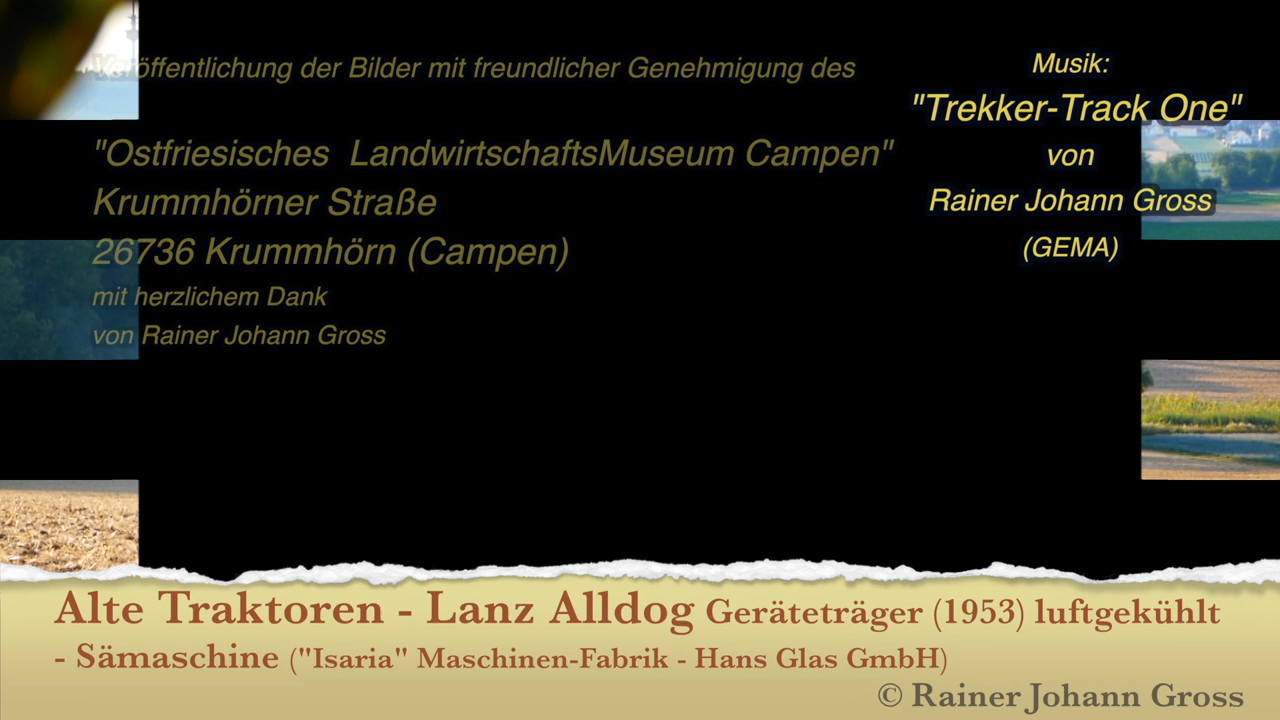 Veröffentlichung der Bilder mit freundlicher Genehmigung des
"Ostfriesisches LandwirtschaftsMuseum Campen"
Krummhörner Straße
26736 Krummhörn (Campen)
mit herzlichem Dank
von Rainer Johann Gross
Musik:
"Trekker-Track One"
von
Rainer Johann Gross
(GEMA)
Alte Traktoren - Lanz Alldog Geräteträger (1953) luftgekühlt
- Sämaschine ("Isaria" Maschinen-Fabrik - Hans Glas GmbH)
© Rainer Johann Gross